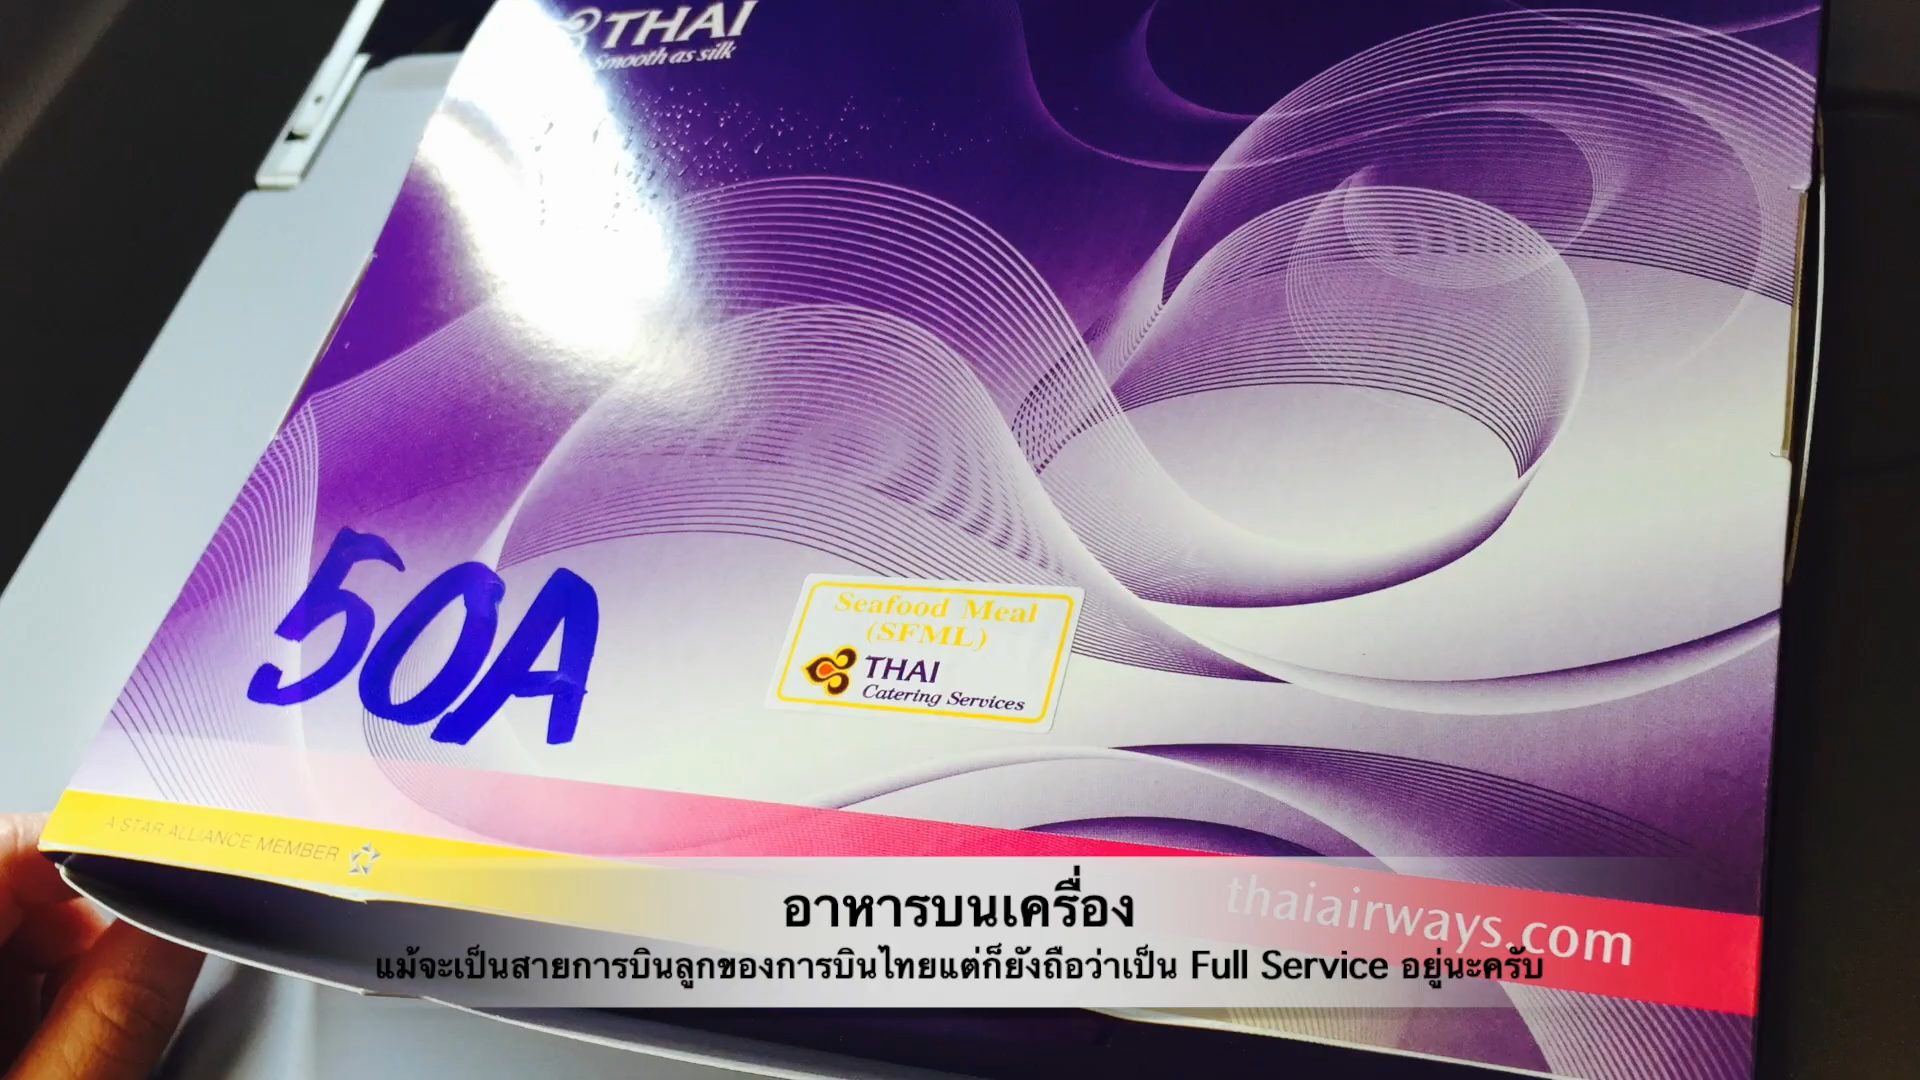 THAI
Smooth as silk
50A
Seafood Meal
(SFML)
THAI
Catering Services
A STAR ALLIANCE MEMBER
thaiairways.com
อาหารบนเครื่อง
แม้จะเป็นสายการบินลูกของการบินไทยแต่ก็ยังถือว่าเป็น Full Service อยู่นะครับ